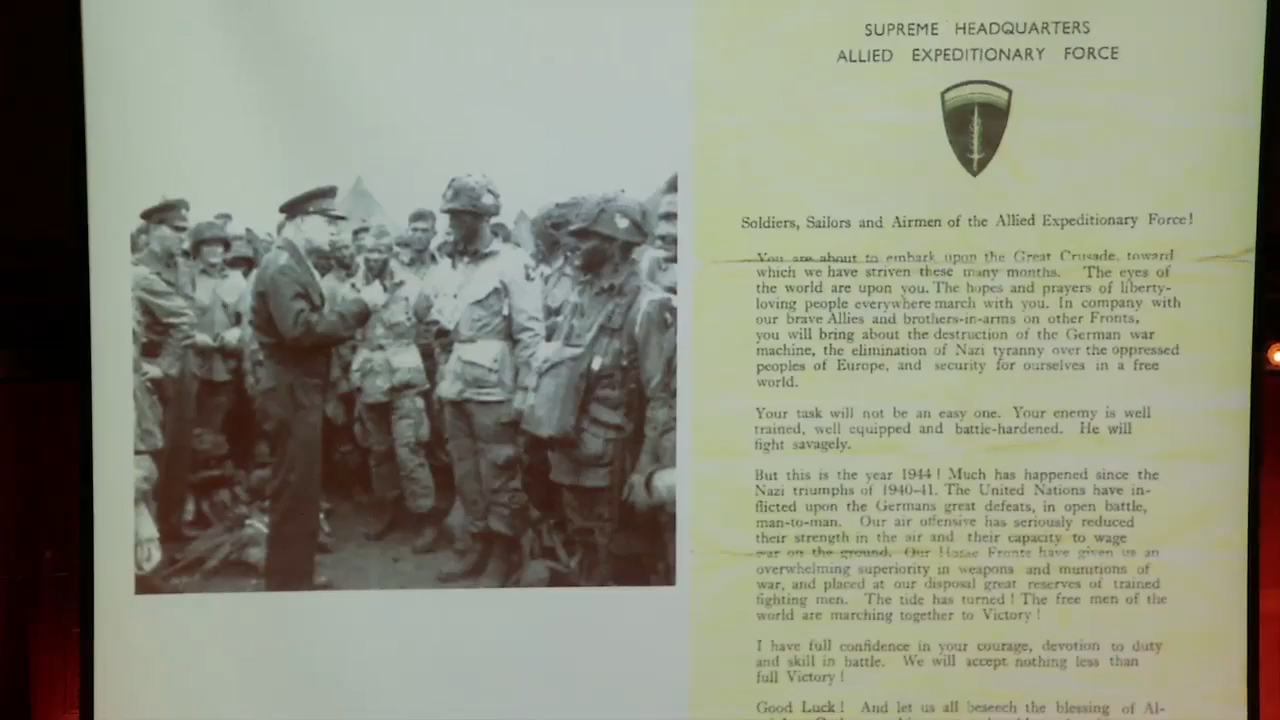 SUPREME HEADQUARTERS
ALLIED EXPEDITIONARY FORCE
Soldiers, Sailors and Airmen of the Allied Expeditionary Force!
You are about to embark upon the Great Crusade, toward
which we have striven these many months. The eyes of
the world are upon you. The hopes and prayers of liberty-
loving people everywhere march with you. In company with
our brave Allies and brothers-in-arms on other Fronts,
you will bring about the destruction of the German war
machine, the elimination of Nazi tyranny over the oppressed
peoples of Europe, and security for ourselves in a free
world.
Your task will not be an easy one. Your enemy is well
trained, well equipped and battle-hardened. He will
fight savagely.
But this is the year 1944! Much has happened since the
Nazi triumphs of 1940-41. The United Nations have in-
flicted upon the Germans great defeats, in open battle,
man-to-man. Our air offensive has seriously reduced
their strength in the air and their capacity to wage
war on the ground. Our Home Fronts have given us an
overwhelming superiority in weapons and munitions of
war, and placed at our disposal great reserves of trained
fighting men. The tide has turned! The free men of the
world are marching together to Victory!
I have full confidence in your courage, devotion to duty
and skill in battle. We will accept nothing less than
full Victory!
Good Luck! And let us all beseech the blessing of Al-